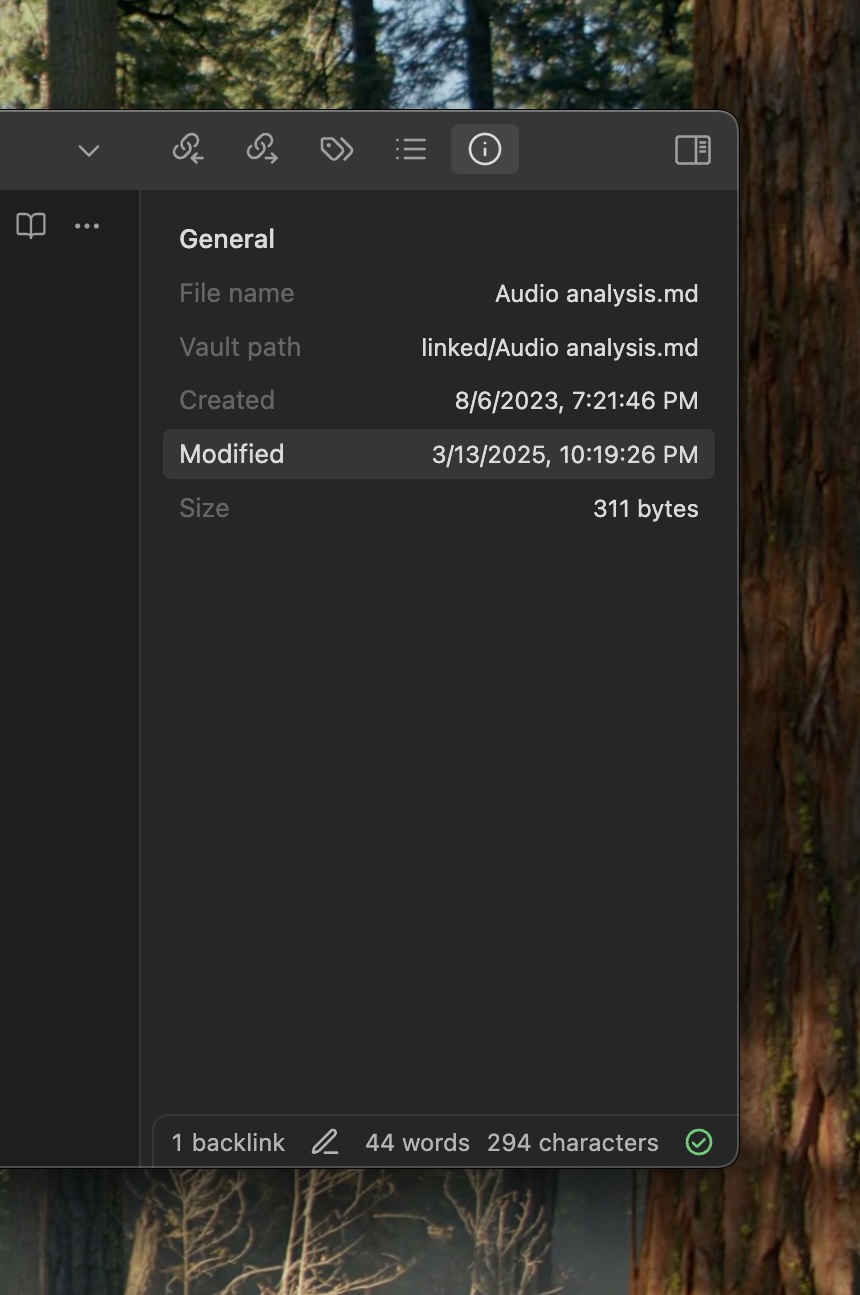 General
File name Audio analysis.md
Vault path linked/Audio analysis.md
Created 8/6/2023, 7:21:46 PM
Modified 3/13/2025, 10:19:26 PM
Size 311 bytes
1 backlink 44 words 294 characters